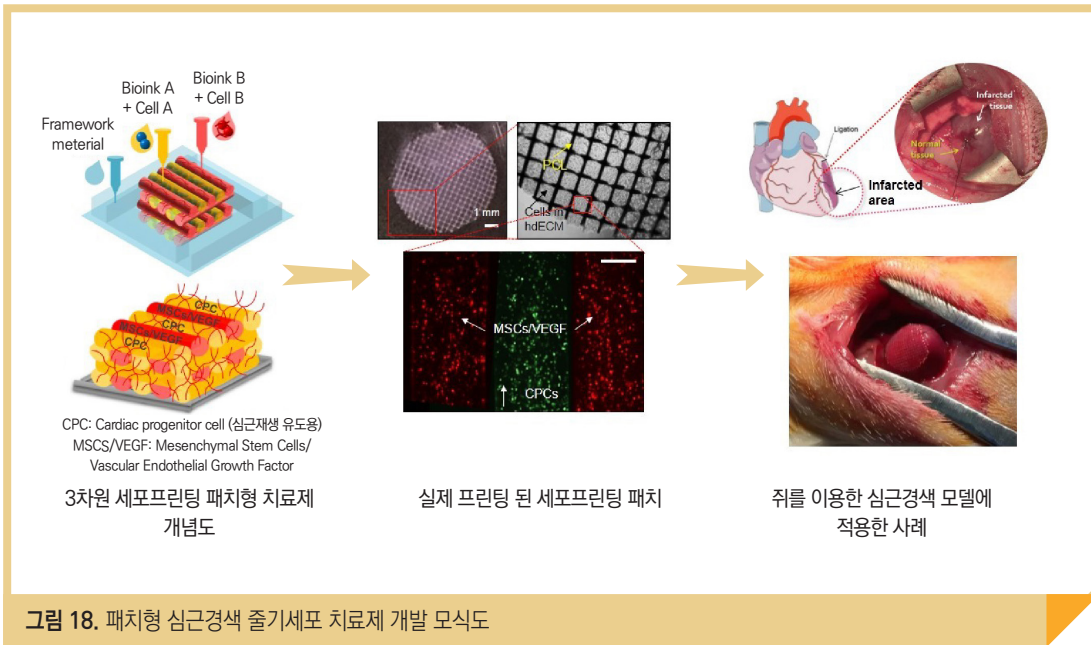 Framework
meterial
Bioink A
+ Cell A
Bioink B
+ Cell B
CPC
MSCs/VEGF
CPC
MSCs/VEGF
CPC
CPC: Cardiac progenitor cell (심근재생 유도용)
MSCS/VEGF: Mesenchymal Stem Cells/
Vascular Endothelial Growth Factor
3차원 세포프린팅 패치형 치료제
개념도
1 mm
PCL
Cells in
hdECM
MSCs/VEGF
CPCs
실제 프린팅 된 세포프린팅 패치
Ligation
Infarcted
area
Infarcted
tissue
Normal
tissue
쥐를 이용한 심근경색 모델에
적용한 사례
그림 18. 패치형 심근경색 줄기세포 치료제 개발 모식도